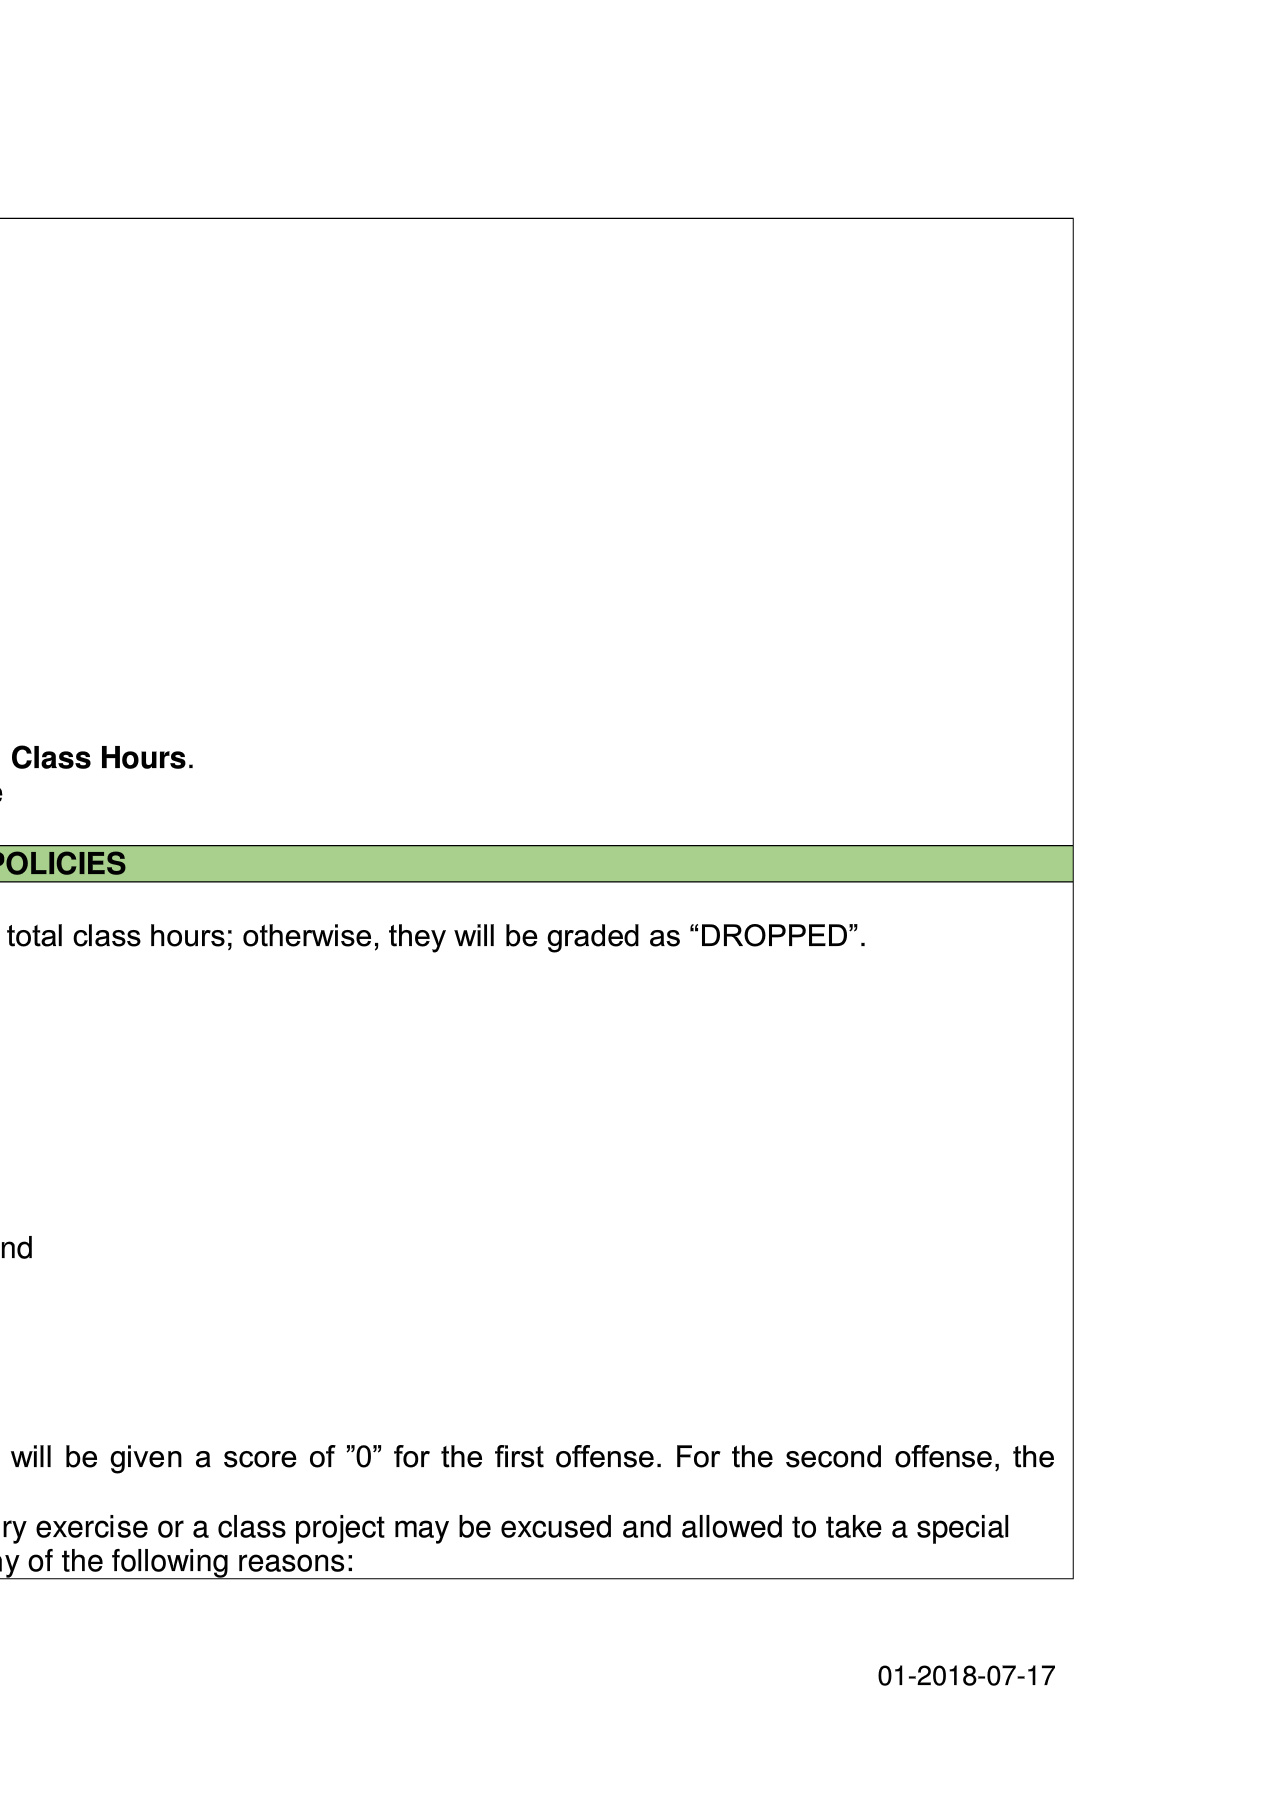 Class Hours.
e
POLICIES
total class hours; otherwise, they will be graded as “DROPPED”.
nd
will be given a score of ”0” for the first offense. For the second offense, the
ry exercise or a class project may be excused and allowed to take a special
ny of the following reasons:
01-2018-07-17